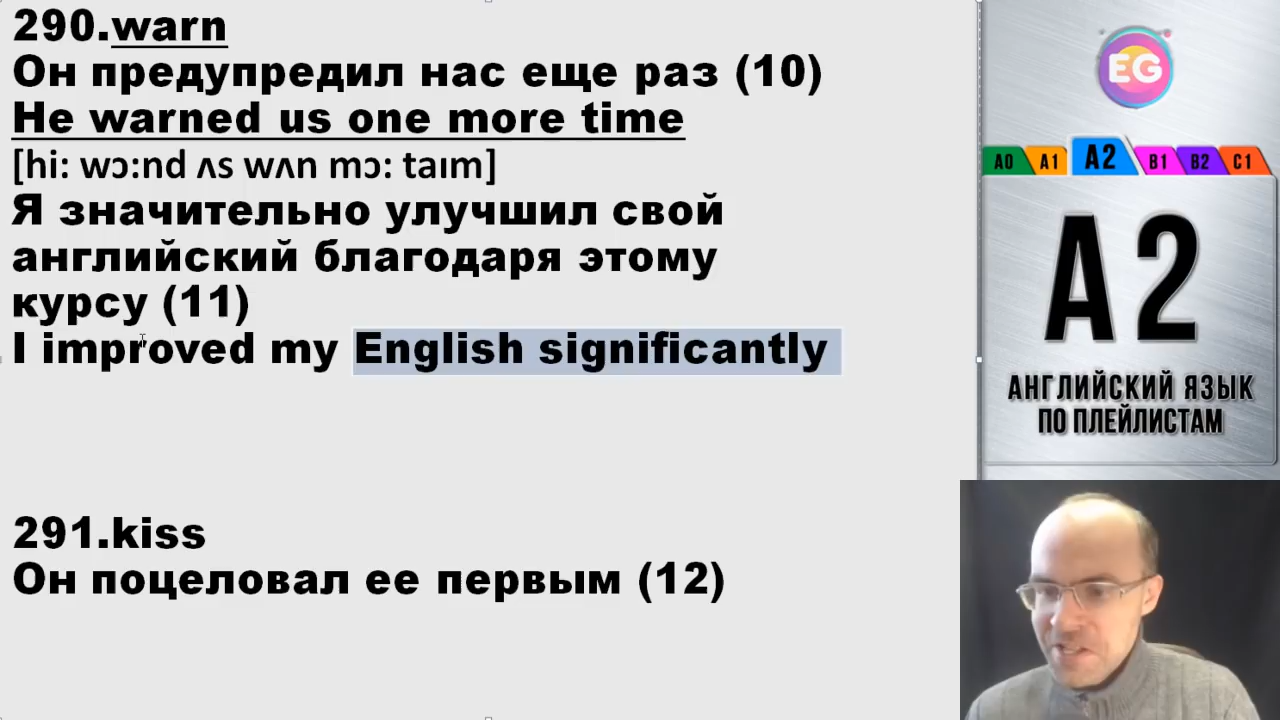 290.warn
Он предупредил нас еще раз (10)
He warned us one more time
[hi: wɔ:nd ʌs wʌn mɔ: taɪm]
Я значительно улучшил свой
английский благодаря этому
курсу (11)
I improved my English significantly
291.kiss
Он поцеловал ее первым (12)
EG
A0 A1 A2 B1 B2 C1
A2
АНГЛИЙСКИЙ ЯЗЫК
ПО ПЛЕЙЛИСТАМ